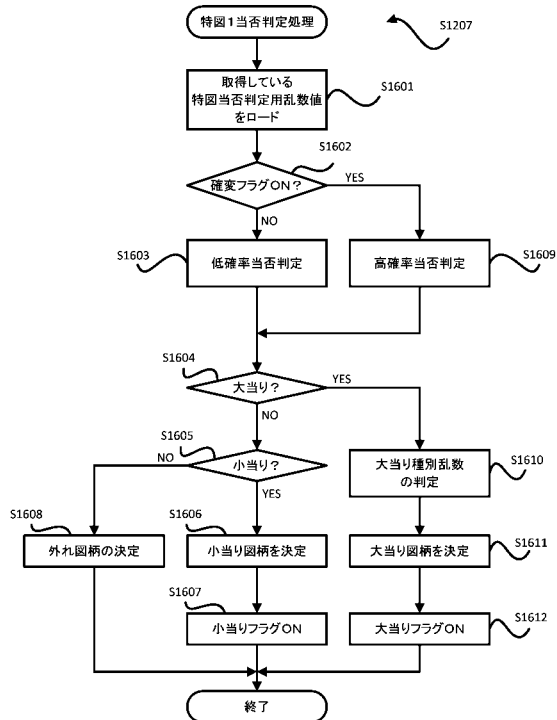 特図1当否判定処理
S1207
取得している
特図当否判定用乱数値
をロード
S1601
S1602
確変フラグON？
YES
NO
S1603
低確率当否判定
高確率当否判定
S1609
S1604
大当り？
YES
NO
S1605
NO
小当り？
YES
大当り種別乱数
の判定
S1610
S1608
外れ図柄の決定
S1606
小当り図柄を決定
大当り図柄を決定
S1611
S1607
小当りフラグON
大当りフラグON
S1612
終了